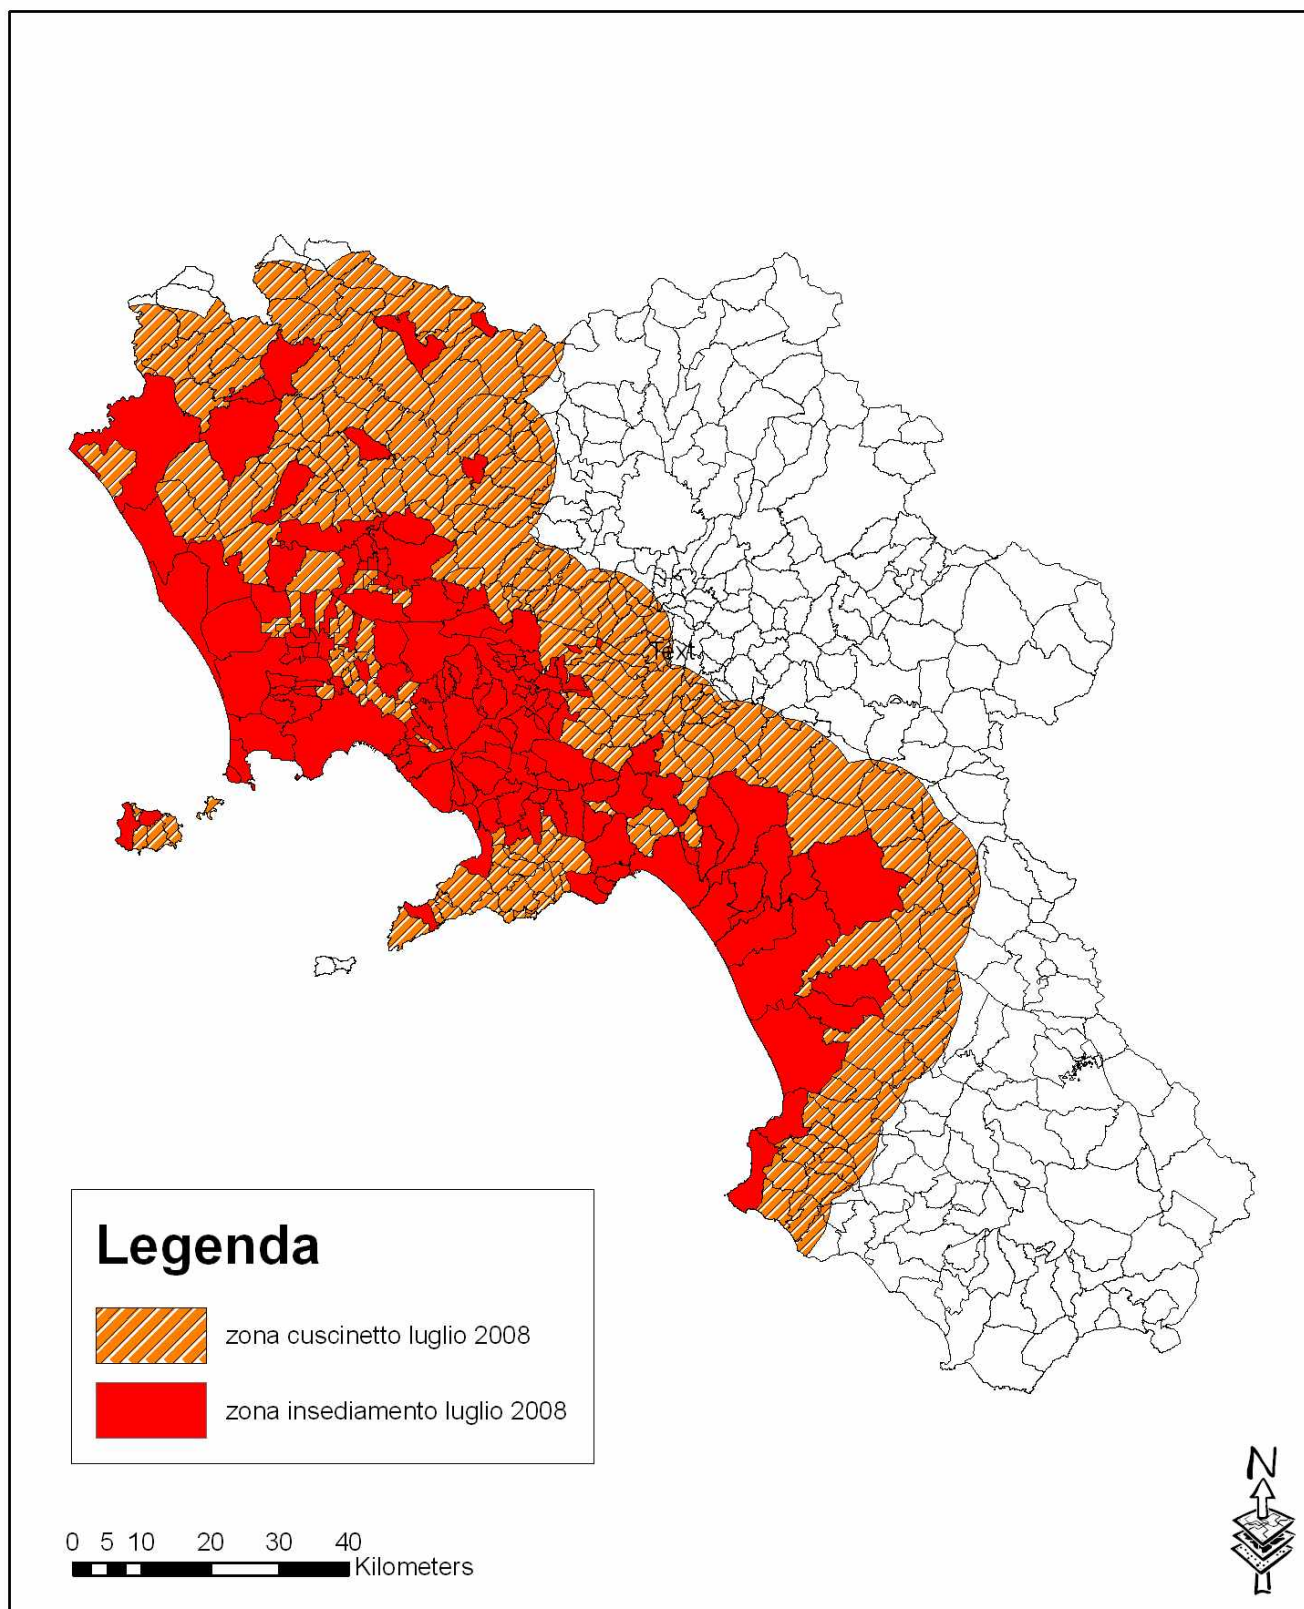 Text
Legenda
zona cuscinetto luglio 2008
zona insediamento luglio 2008
0 5 10 20 30 40
Kilometers
N